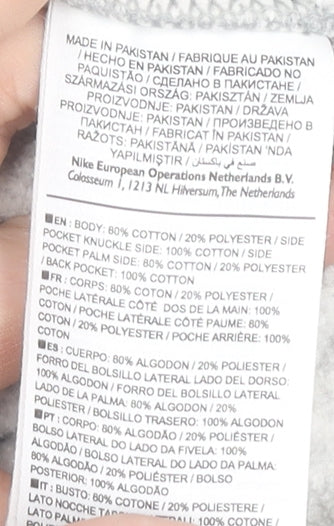 MADE IN PAKISTAN / FABRIQUE AU PAKISTAN
/ HECHO EN PAKISTAN / FABRICADO NO
PAQUISTÃO / СДЕЛАНО В ПАКИСТАНЕ /
SZÁRMAZÁSI ORSZÁG: PAKISZTÁN / ZEMLJA
PROIZVODNJE: PAKISTAN / DRŽAVA
PROIZVODNJE: PAKISTAN / ПРОИЗВЕДЕНО В
ПАКИСТАН / FABRICAT ÎN PAKISTAN /
RAŽOTS: PAKISTĀNĀ / PAKİSTAN 'NDA
YAPILMIŞTIR / صنع في باكستان
Nike European Operations Netherlands B.V.
Colosseum 1, 1213 NL Hilversum, The Netherlands
EN : BODY: 80% COTTON / 20% POLYESTER / SIDE
POCKET KNUCKLE SIDE: 100% COTTON / SIDE
POCKET PALM SIDE: 80% COTTON / 20% POLYESTER
/ BACK POCKET: 100% COTTON
FR : CORPS: 80% COTON / 20% POLYESTER /
POCHE LATÉRALE CÔTÉ DOS DE LA MAIN: 100%
COTON / POCHE LATÉRALE CÔTÉ PAUME: 80%
COTON / 20% POLYESTER / POCHE ARRIÈRE: 100%
COTON
ES : CUERPO: 80% ALGODON / 20% POLIESTER /
FORRO DEL BOLSILLO LATERAL LADO DEL DORSO:
100% ALGODON / FORRO DEL BOLSILLO LATERAL
LADO DE LA PALMA: 80% ALGODON / 20%
POLIESTER / BOLSILLO TRASERO: 100% ALGODON
PT : CORPO: 80% ALGODÃO / 20% POLIÉSTER /
BOLSO LATERAL DO LADO DA FIVELA: 100%
ALGODÃO / BOLSO LATERAL DO LADO DA PALMA:
80% ALGODÃO / 20% POLIÉSTER / BOLSO
POSTERIOR: 100% ALGODÃO
IT : BUSTO: 80% COTONE / 20% POLIESTERE /
LATO NOCCHE 100% COTONE /
LATO